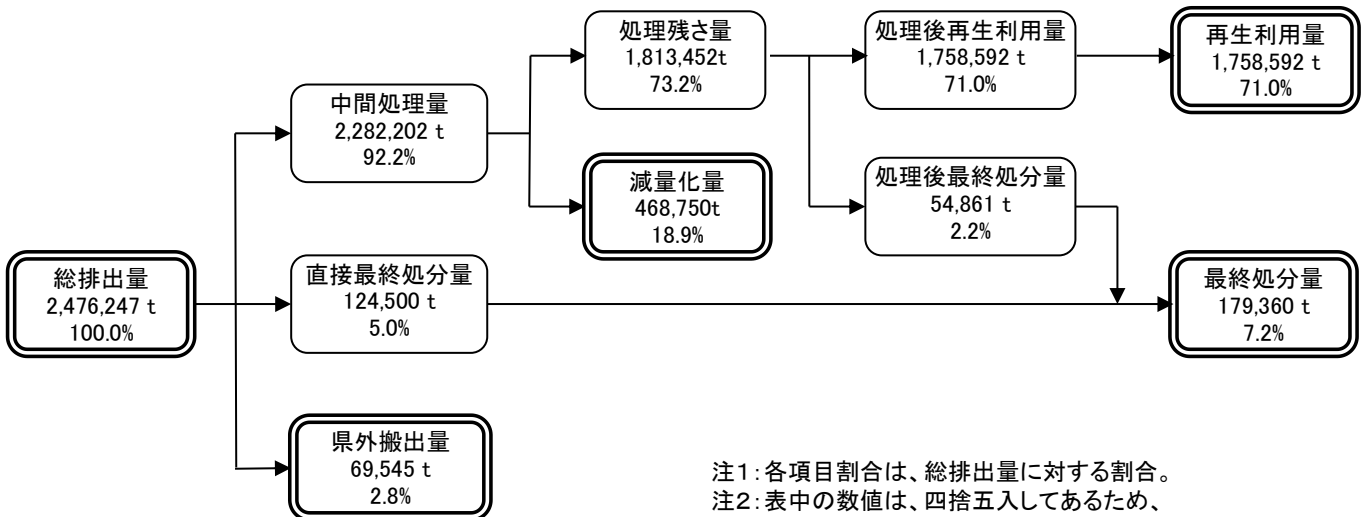 処理残さ量
1,813,452t
73.2%
処理後再生利用量
1,758,592 t
71.0%
再生利用量
1,758,592 t
71.0%
中間処理量
2,282,202 t
92.2%
減量化量
468,750t
18.9%
処理後最終処分量
54,861 t
2.2%
総排出量
2,476,247 t
100.0%
直接最終処分量
124,500 t
5.0%
最終処分量
179,360 t
7.2%
県外搬出量
69,545 t
2.8%
注1:各項目割合は、総排出量に対する割合。
注2:表中の数値は、四捨五入してあるため、